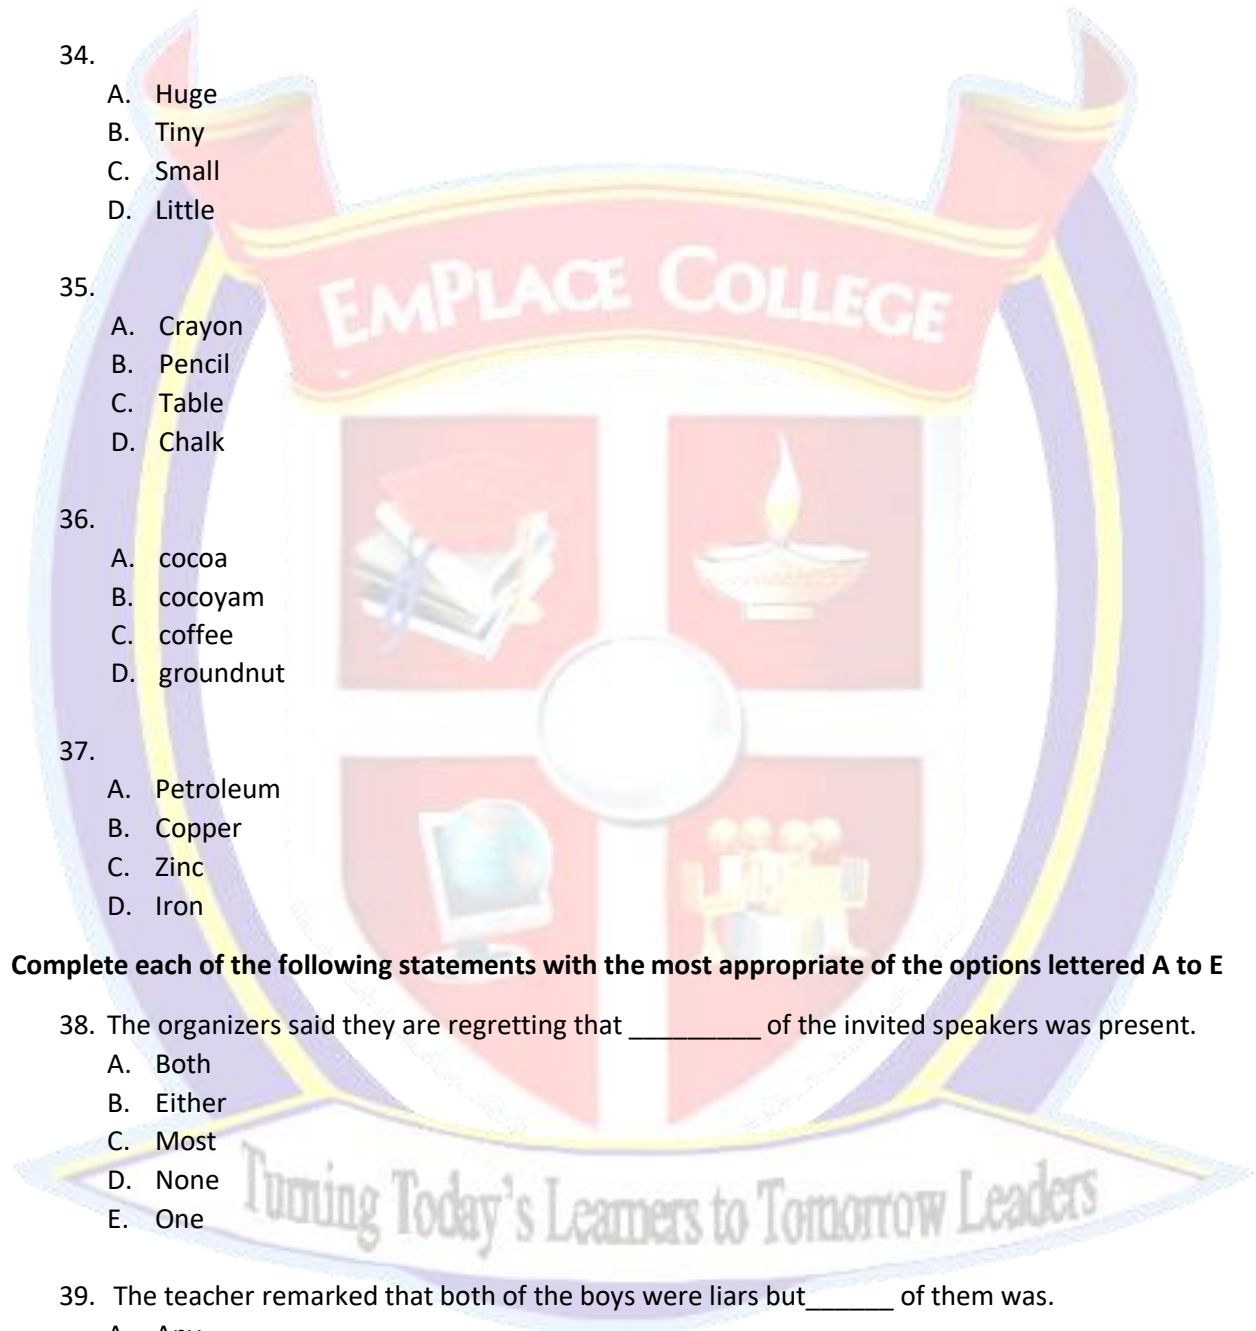 34.
A. Huge
B. Tiny
C. Small
D. Little
EMPLACE COLLEGE
35.
A. Crayon
B. Pencil
C. Table
D. Chalk
36.
A. cocoa
B. cocoyam
C. coffee
D. groundnut
37.
A. Petroleum
B. Copper
C. Zinc
D. Iron
Complete each of the following statements with the most appropriate of the options lettered A to E
38. The organizers said they are regretting that _________ of the invited speakers was present.
A. Both
B. Either
C. Most
D. None
E. One
Turning Today's Learners to Tomorrow Leaders
39. The teacher remarked that both of the boys were liars but______ of them was.